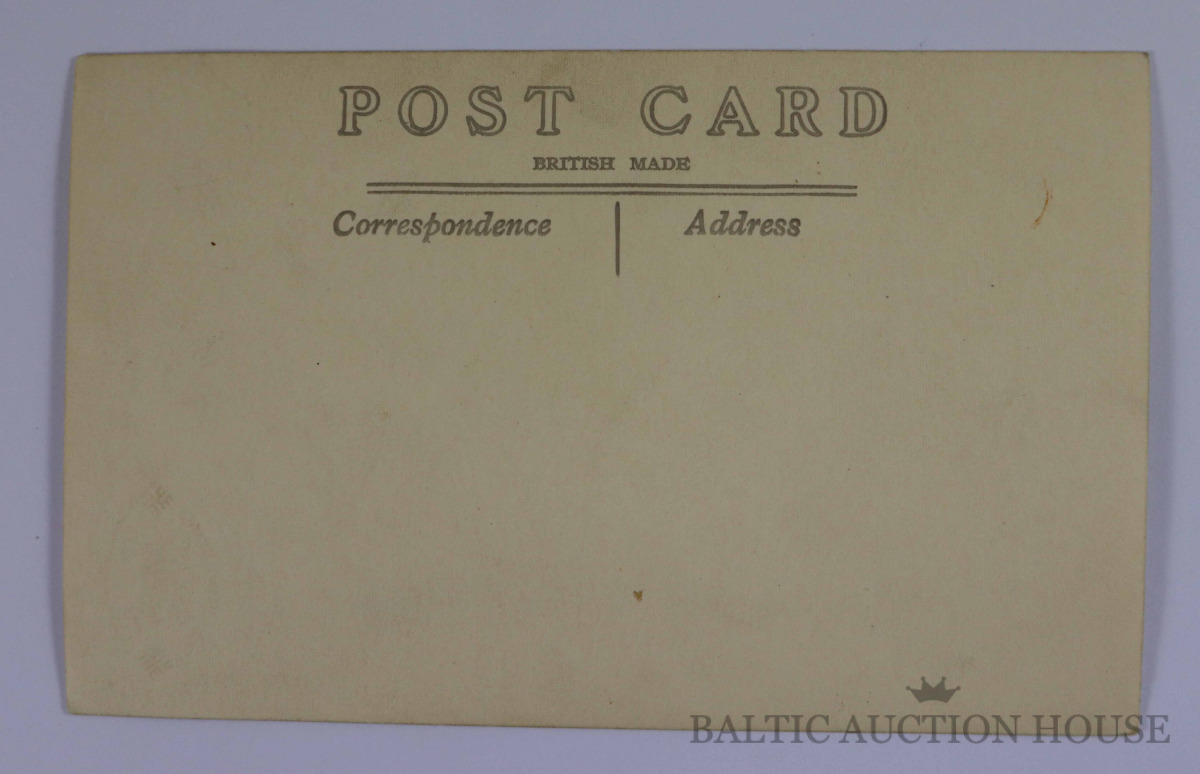 POST CARD
BRITISH MADE
Correspondence
Address
BALTIC AUCTION HOUSE